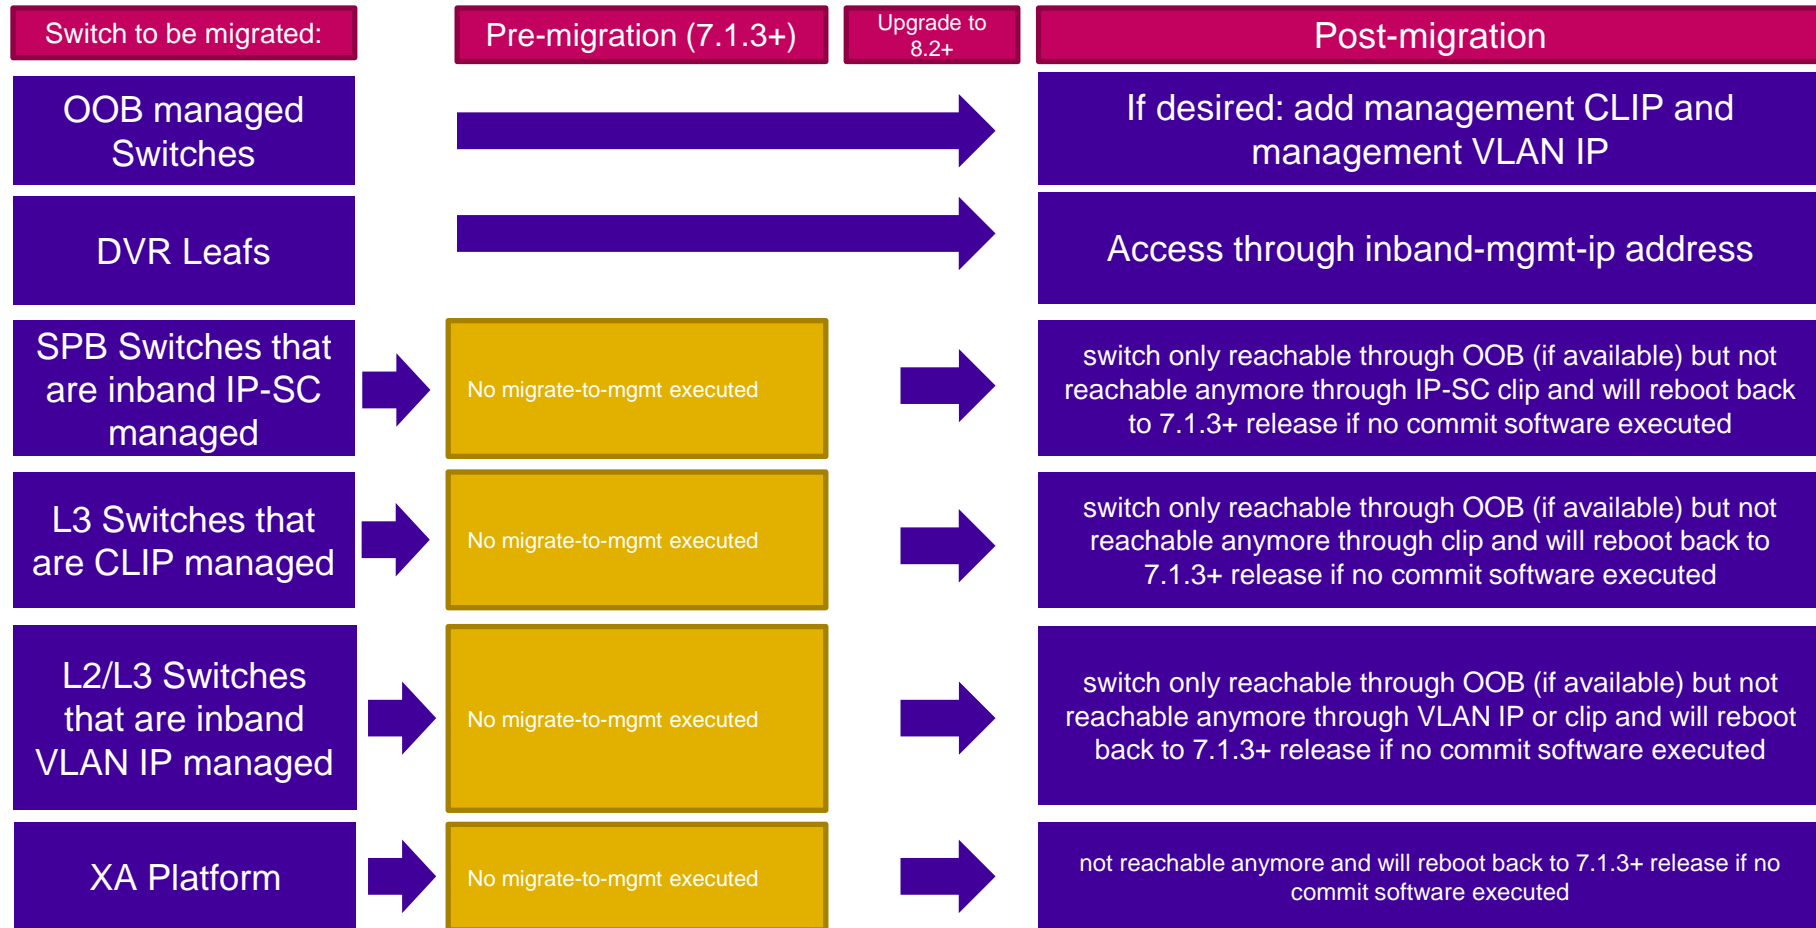 Switch to be migrated:
Pre-migration (7.1.3+)
Upgrade to
8.2+
Post-migration
OOB managed
Switches
If desired: add management CLIP and
management VLAN IP
DVR Leafs
Access through inband-mgmt-ip address
SPB Switches that
are inband IP-SC
managed
No migrate-to-mgmt executed
switch only reachable through OOB (if available) but not
reachable anymore through IP-SC clip and will reboot back
to 7.1.3+ release if no commit software executed
L3 Switches that
are CLIP managed
No migrate-to-mgmt executed
switch only reachable through OOB (if available) but not
reachable anymore through clip and will reboot back to
7.1.3+ release if no commit software executed
L2/L3 Switches
that are inband
VLAN IP managed
No migrate-to-mgmt executed
switch only reachable through OOB (if available) but not
reachable anymore through VLAN IP or clip and will reboot
back to 7.1.3+ release if no commit software executed
XA Platform
No migrate-to-mgmt executed
not reachable anymore and will reboot back to 7.1.3+ release if no
commit software executed